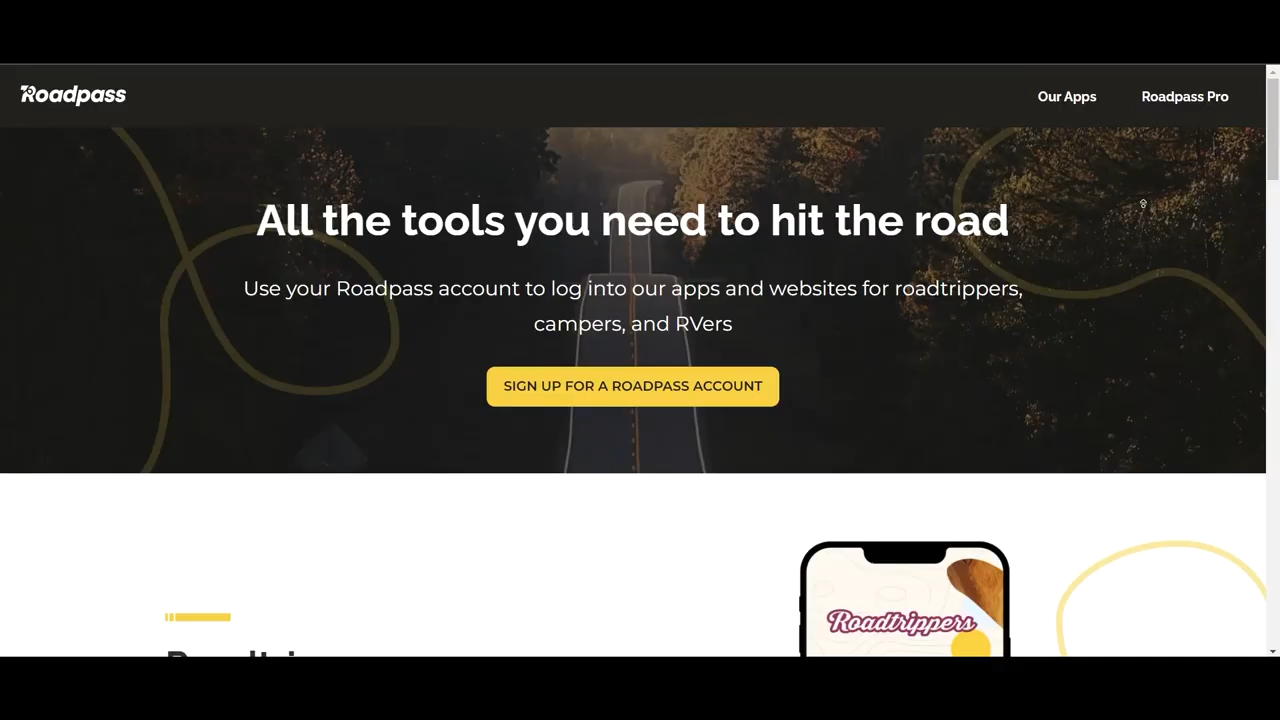 Roadpass
Our Apps
Roadpass Pro
All the tools you need to hit the road
Use your Roadpass account to log into our apps and websites for roadtrippers,
campers, and RVers
SIGN UP FOR A ROADPASS ACCOUNT
Roadtrippers